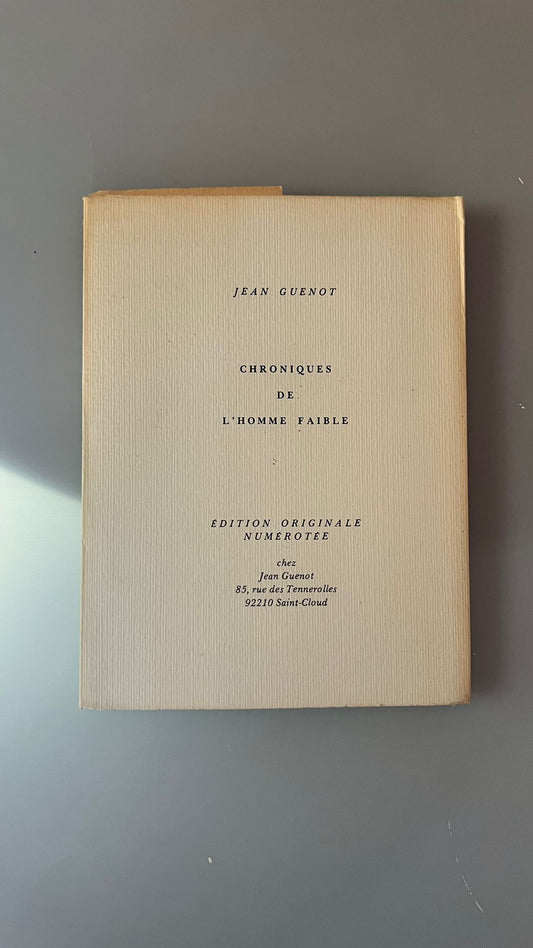 JEAN GUENOT
CHRONIQUES
DE
L'HOMME FAIBLE
ÉDITION ORIGINALE
NUMÉROTÉE
chez
Jean Guenot
85, rue des Tennerolles
92210 Saint-Cloud